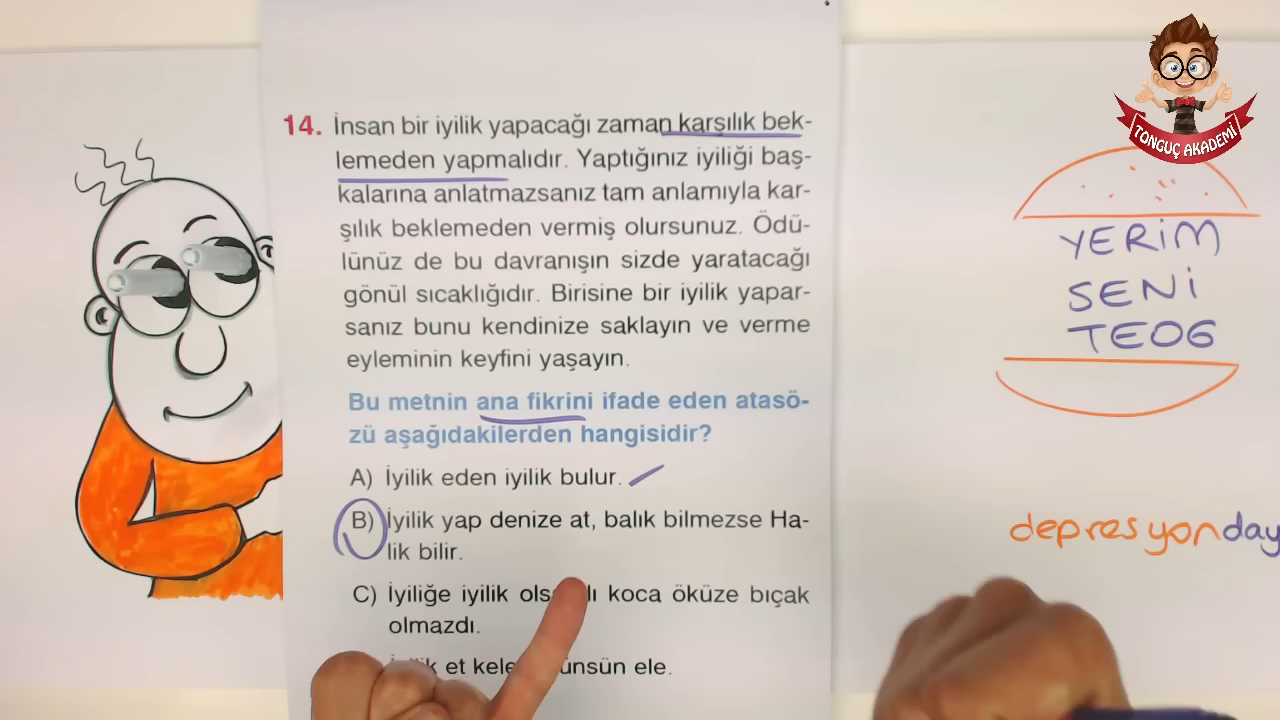 14. İnsan bir iyilik yapacağı zaman karşılık bek-
lemeden yapmalıdır. Yaptığınız iyiliği baş-
kalarına anlatmazsanız tam anlamıyla kar-
şılık beklemeden vermiş olursunuz. Ödü-
lünüz de bu davranışın sizde yaratacağı
gönül sıcaklığıdır. Birisine bir iyilik yapar-
sanız bunu kendinize saklayın ve verme
eyleminin keyfini yaşayın.
Bu metnin ana fikrini ifade eden atasö-
zü aşağıdakilerden hangisidir?
A) İyilik eden iyilik bulur.
B) İyilik yap denize at, balık bilmezse Ha-
lik bilir.
C) İyiliğe iyilik koca öküze bıçak
olmazdı.
et ele.
TONGUÇ AKADEMİ
YERİM
SENİ
TEOG
depresyonday